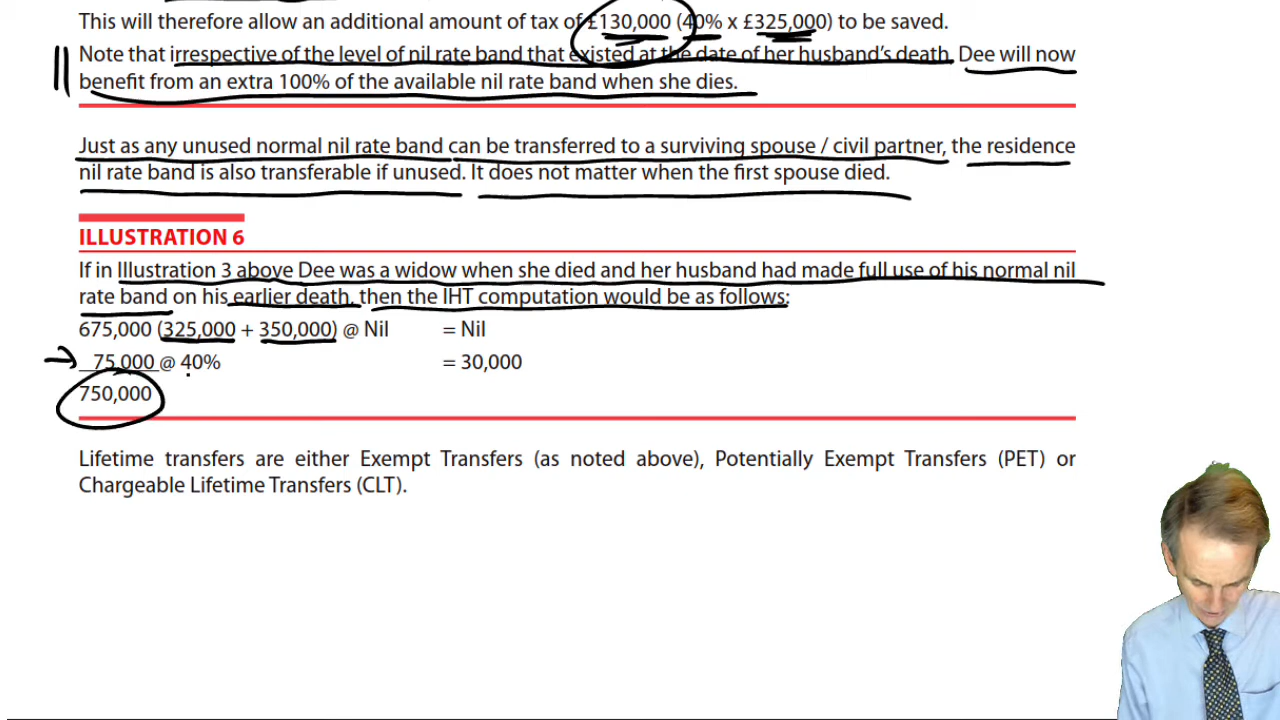 This will therefore allow an additional amount of tax of £130,000 (40% x £325,000) to be saved.
Note that irrespective of the level of nil rate band that existed at the date of her husband's death. Dee will now
benefit from an extra 100% of the available nil rate band when she dies.
Just as any unused normal nil rate band can be transferred to a surviving spouse / civil partner, the residence
nil rate band is also transferable if unused. It does not matter when the first spouse died.
ILLUSTRATION 6
If in Illustration 3 above Dee was a widow when she died and her husband had made full use of his normal nil
rate band on his earlier death, then the IHT computation would be as follows:
675,000 (325,000 + 350,000) @ Nil = Nil
75,000 @ 40% = 30,000
750,000
Lifetime transfers are either Exempt Transfers (as noted above), Potentially Exempt Transfers (PET) or
Chargeable Lifetime Transfers (CLT).